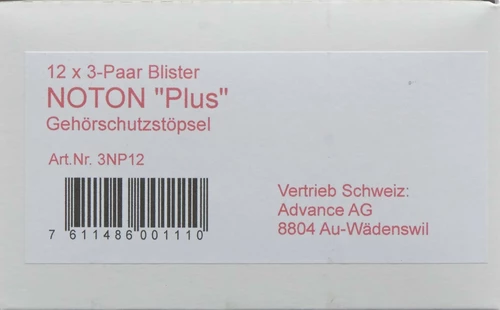 12 x 3-Paar Blister
NOTON "Plus"
Gehörschutzstöpsel
Art.Nr. 3NP12
7 611486 001110
Vertrieb Schweiz:
Advance AG
8804 Au-Wädenswil